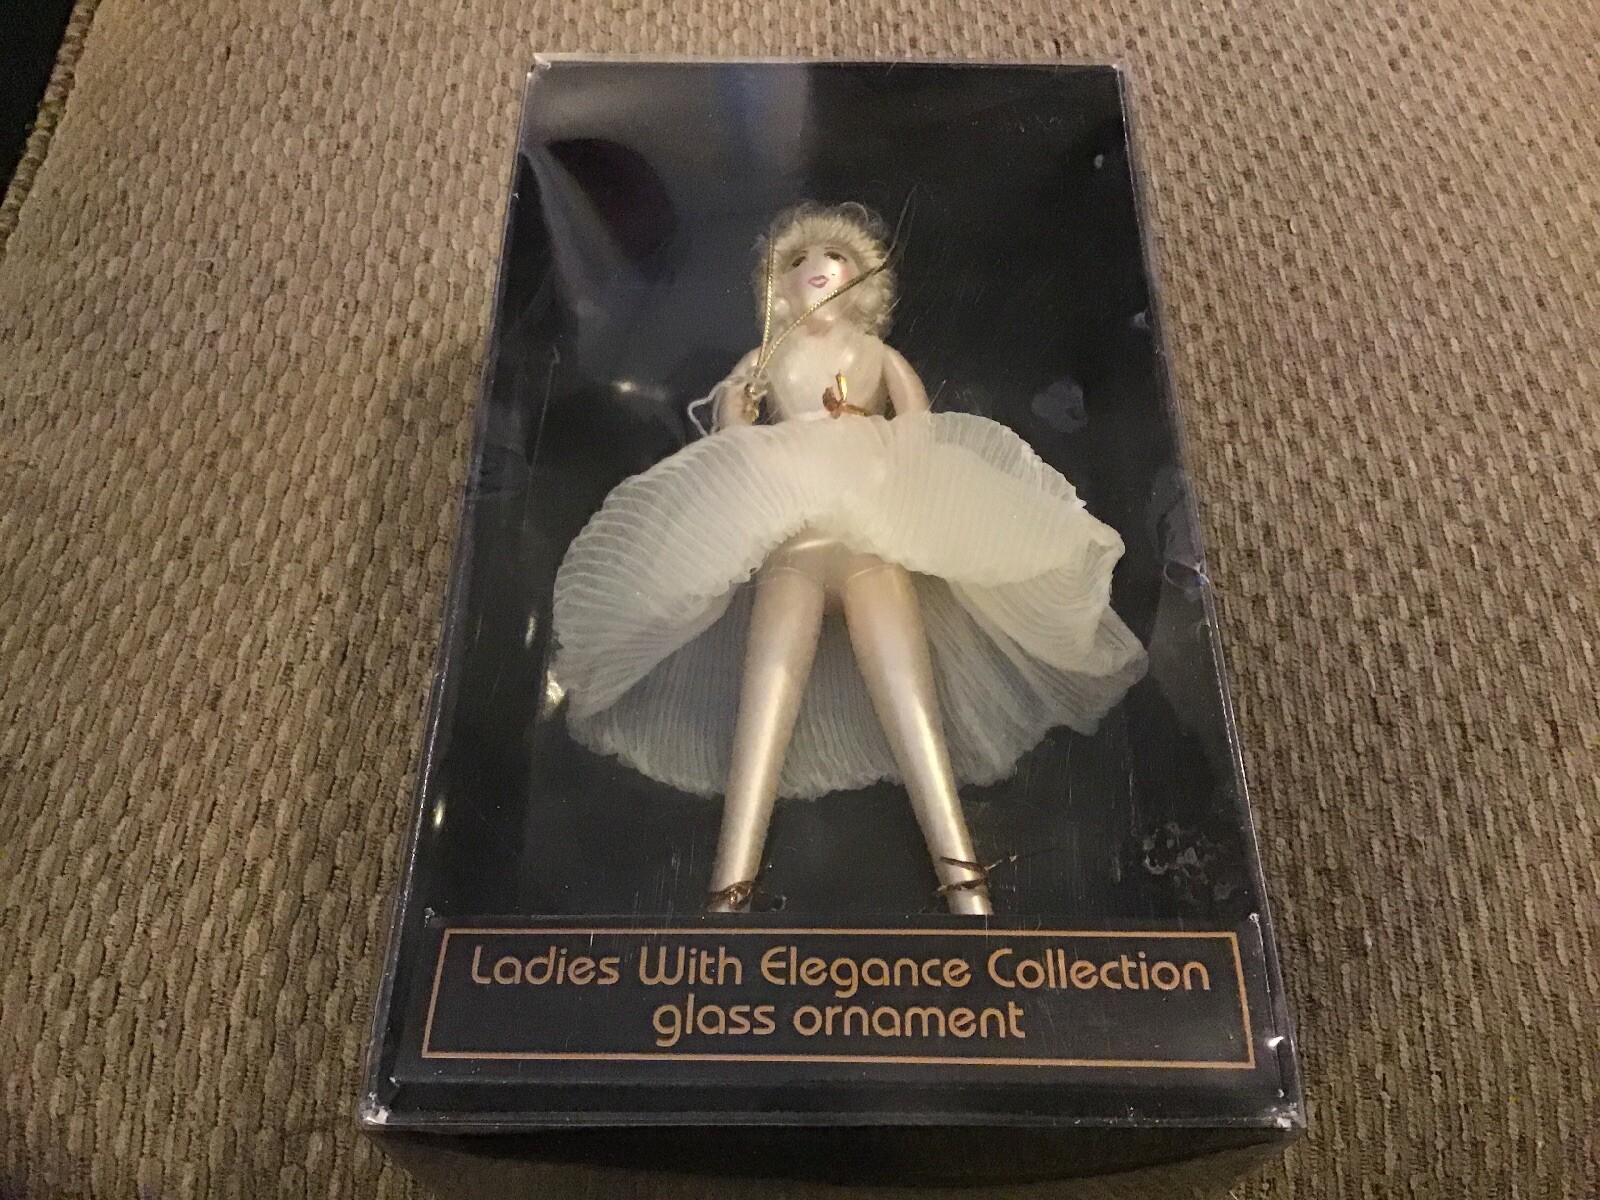 Ladies With Elegance Collection
glass ornament